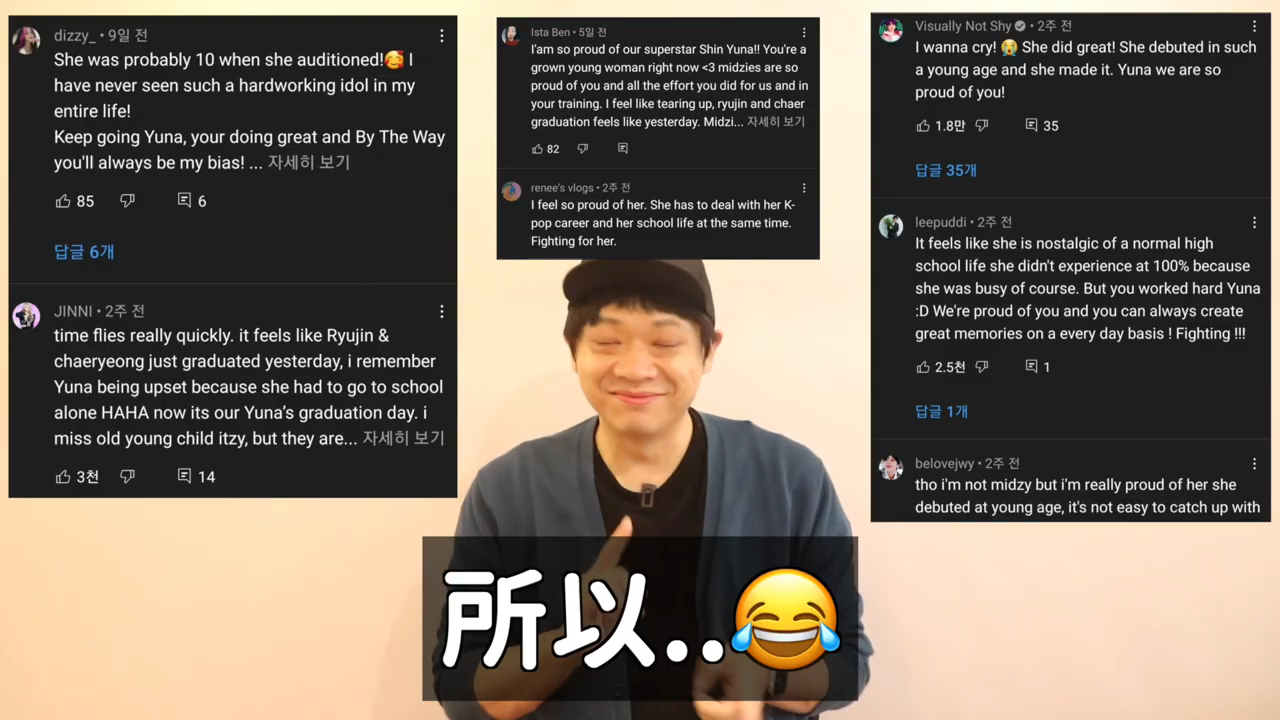 dizzy_ • 9일 전
She was probably 10 when she auditioned!🥰 I
have never seen such a hardworking idol in my
entire life!
Keep going Yuna, your doing great and By The Way
you'll always be my bias! ... 자세히 보기
85 6
답글 6개
JINNI • 2주 전
time flies really quickly. it feels like Ryujin &
chaeryeong just graduated yesterday, i remember
Yuna being upset because she had to go to school
alone HAHA now its our Yuna’s graduation day. i
miss old young child itzy, but they are... 자세히 보기
3천 14
Ista Ben • 5일 전
I'am so proud of our superstar Shin Yuna!! You're a
grown young woman right now <3 midzies are so
proud of you and all the effort you did for us and in
your training. I feel like tearing up, ryujin and chaer
graduation feels like yesterday. Midzi... 자세히 보기
82
renee's vlogs • 2주 전
I feel so proud of her. She has to deal with her K-
pop career and her school life at the same time.
Fighting for her.
Visually Not Shy • 2주 전
I wanna cry! 😭 She did great! She debuted in such
a young age and she made it. Yuna we are so
proud of you!
1.8만 35
답글 35개
leepuddi • 2주 전
It feels like she is nostalgic of a normal high
school life she didn't experience at 100% because
she was busy of course. But you worked hard Yuna
:D We're proud of you and you can always create
great memories on a every day basis ! Fighting !!!
2.5천 1
답글 1개
belovejwy • 2주 전
tho i'm not midzy but i'm really proud of her she
debuted at young age, it's not easy to catch up with
所以..😂